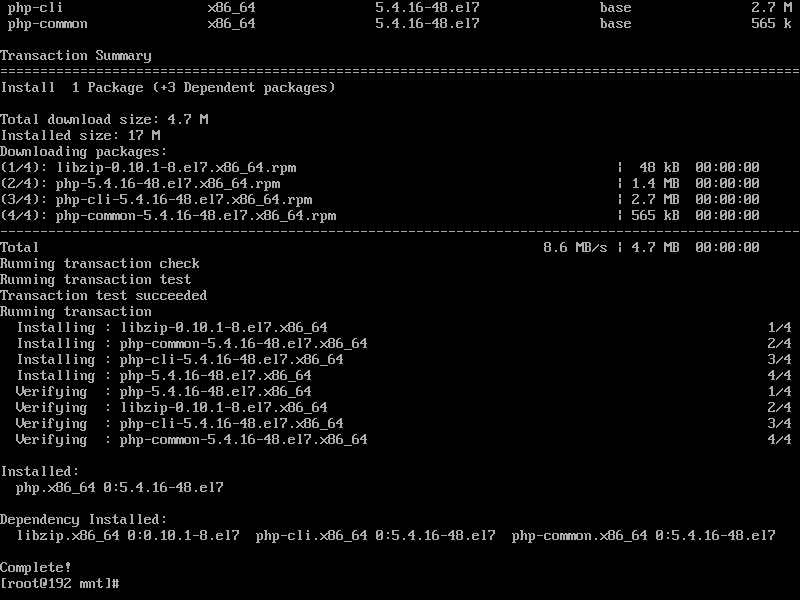 php-cli x86_64 5.4.16-48.el7 base 2.7 M
php-common x86_64 5.4.16-48.el7 base 565 k
Transaction Summary
================================================================================
Install 1 Package (+3 Dependent packages)
Total download size: 4.7 M
Installed size: 17 M
Downloading packages:
(1/4): libzip-0.10.1-8.el7.x86_64.rpm | 48 kB 00:00:00
(2/4): php-5.4.16-48.el7.x86_64.rpm | 1.4 MB 00:00:00
(3/4): php-cli-5.4.16-48.el7.x86_64.rpm | 2.7 MB 00:00:00
(4/4): php-common-5.4.16-48.el7.x86_64.rpm | 565 kB 00:00:00
--------------------------------------------------------------------------------
Total 8.6 MB/s | 4.7 MB 00:00:00
Running transaction check
Running transaction test
Transaction test succeeded
Running transaction
Installing : libzip-0.10.1-8.el7.x86_64 1/4
Installing : php-common-5.4.16-48.el7.x86_64 2/4
Installing : php-cli-5.4.16-48.el7.x86_64 3/4
Installing : php-5.4.16-48.el7.x86_64 4/4
Verifying : php-5.4.16-48.el7.x86_64 1/4
Verifying : libzip-0.10.1-8.el7.x86_64 2/4
Verifying : php-cli-5.4.16-48.el7.x86_64 3/4
Verifying : php-common-5.4.16-48.el7.x86_64 4/4
Installed:
php.x86_64 0:5.4.16-48.el7
Dependency Installed:
libzip.x86_64 0:0.10.1-8.el7 php-cli.x86_64 0:5.4.16-48.el7 php-common.x86_64 0:5.4.16-48.el7
Complete!
[root@192 mnt]#